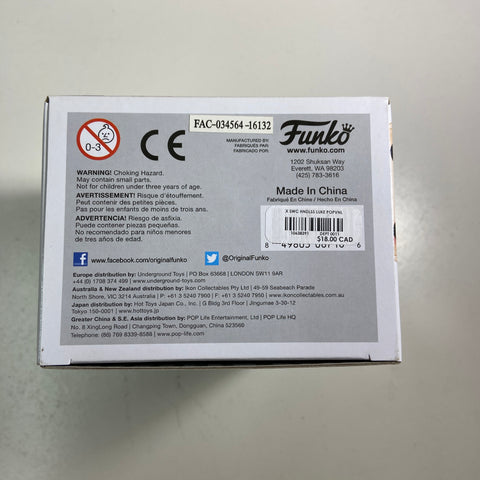 0-3
CE
FAC-034564 -16132
MANUFACTURED BY:
FABRIQUÉ PAR:
FABRICADO POR:
Funko
www.funko.com
1202 Shuksan Way
Everett, WA 98203
(425) 783-3616
Made In China
Fabriqué En Chine / Hecho En China
WARNING! Choking Hazard.
May contain small parts.
Not for children under three years of age.
AVERTISSEMENT! Risque d'étouffement.
Peut contenir des petites pièces.
Pas pour les enfants de moins de trois ans.
ADVERTENCIA! Riesgo de asfixia.
Puede contener piezas pequeñas.
No recomendado para niños menores
de tres años de edad.
X SWC HNDLSS LUKE POPVNL
10438291
DEPT 0011
$18.00 CAD
www.facebook.com/originalfunko
@OriginalFunko
Europe distribution by: Underground Toys | PO Box 63668 | LONDON SW11 9AR
+44 (0) 1708 374 499 | www.underground-toys.com
Australia & New Zealand distribution by: Ikon Collectables Pty Ltd | 49-59 Seabeach Parade
North Shore, VIC 3214 Australia | P: +61 3 5240 7900 | F: +61 3 5240 7950 | www.ikoncollectables.com.au
Japan distribution by: Hot Toys Japan Co., Inc. | G Bldg 3rd Floor | Jingumae 3-30-12
Tokyo 150-0001 | www.hottoys.jp
Greater China & S.E. Asia distribution by: POP Life Entertainment, Ltd | POP Life HQ
No. 8 XingLong Road | Changping Town, Dongguan, China 523560
Telephone: (86) 769 8339-8588 | www.pop-life.com